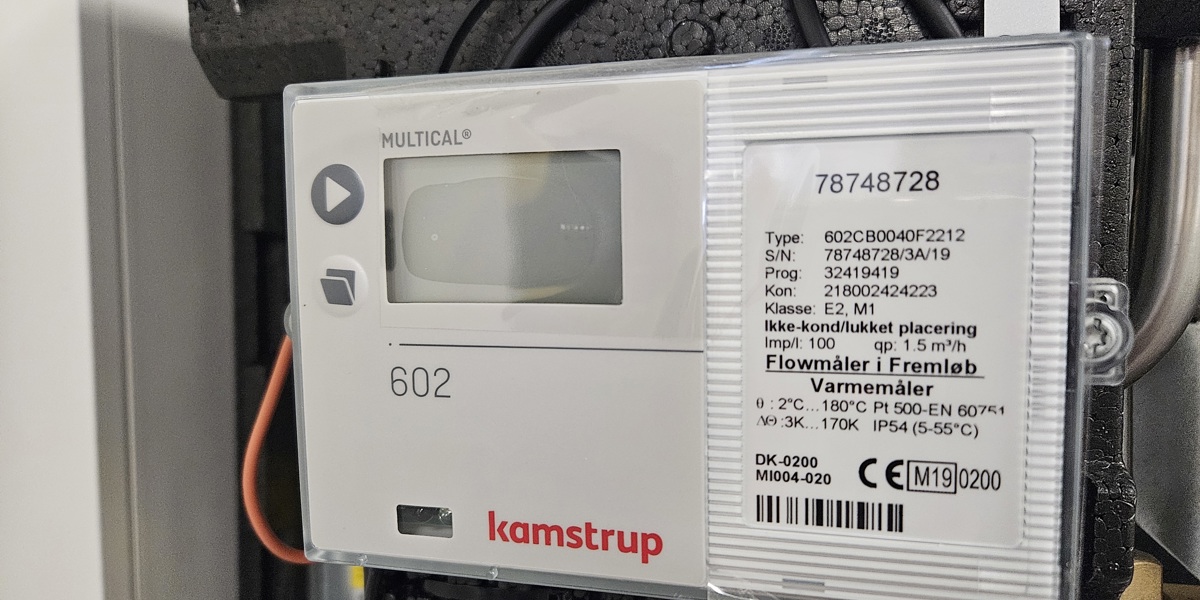 MULTICAL®
602
kamstrup
78748728
Type: 602CB0040F2212
S/N: 78748728/3A/19
Prog: 32419419
Kon: 218002424223
Klasse: E2, M1
Ikke-kond/lukket placering
Imp/l: 100 qp: 1.5 m³/h
Flowmåler i Fremløb
Varmemåler
θ : 2°C...180°C Pt 500-EN 60751
ΔΘ :3K...170K IP54 (5-55°C)
DK-0200
MI004-020
CE M19 0200